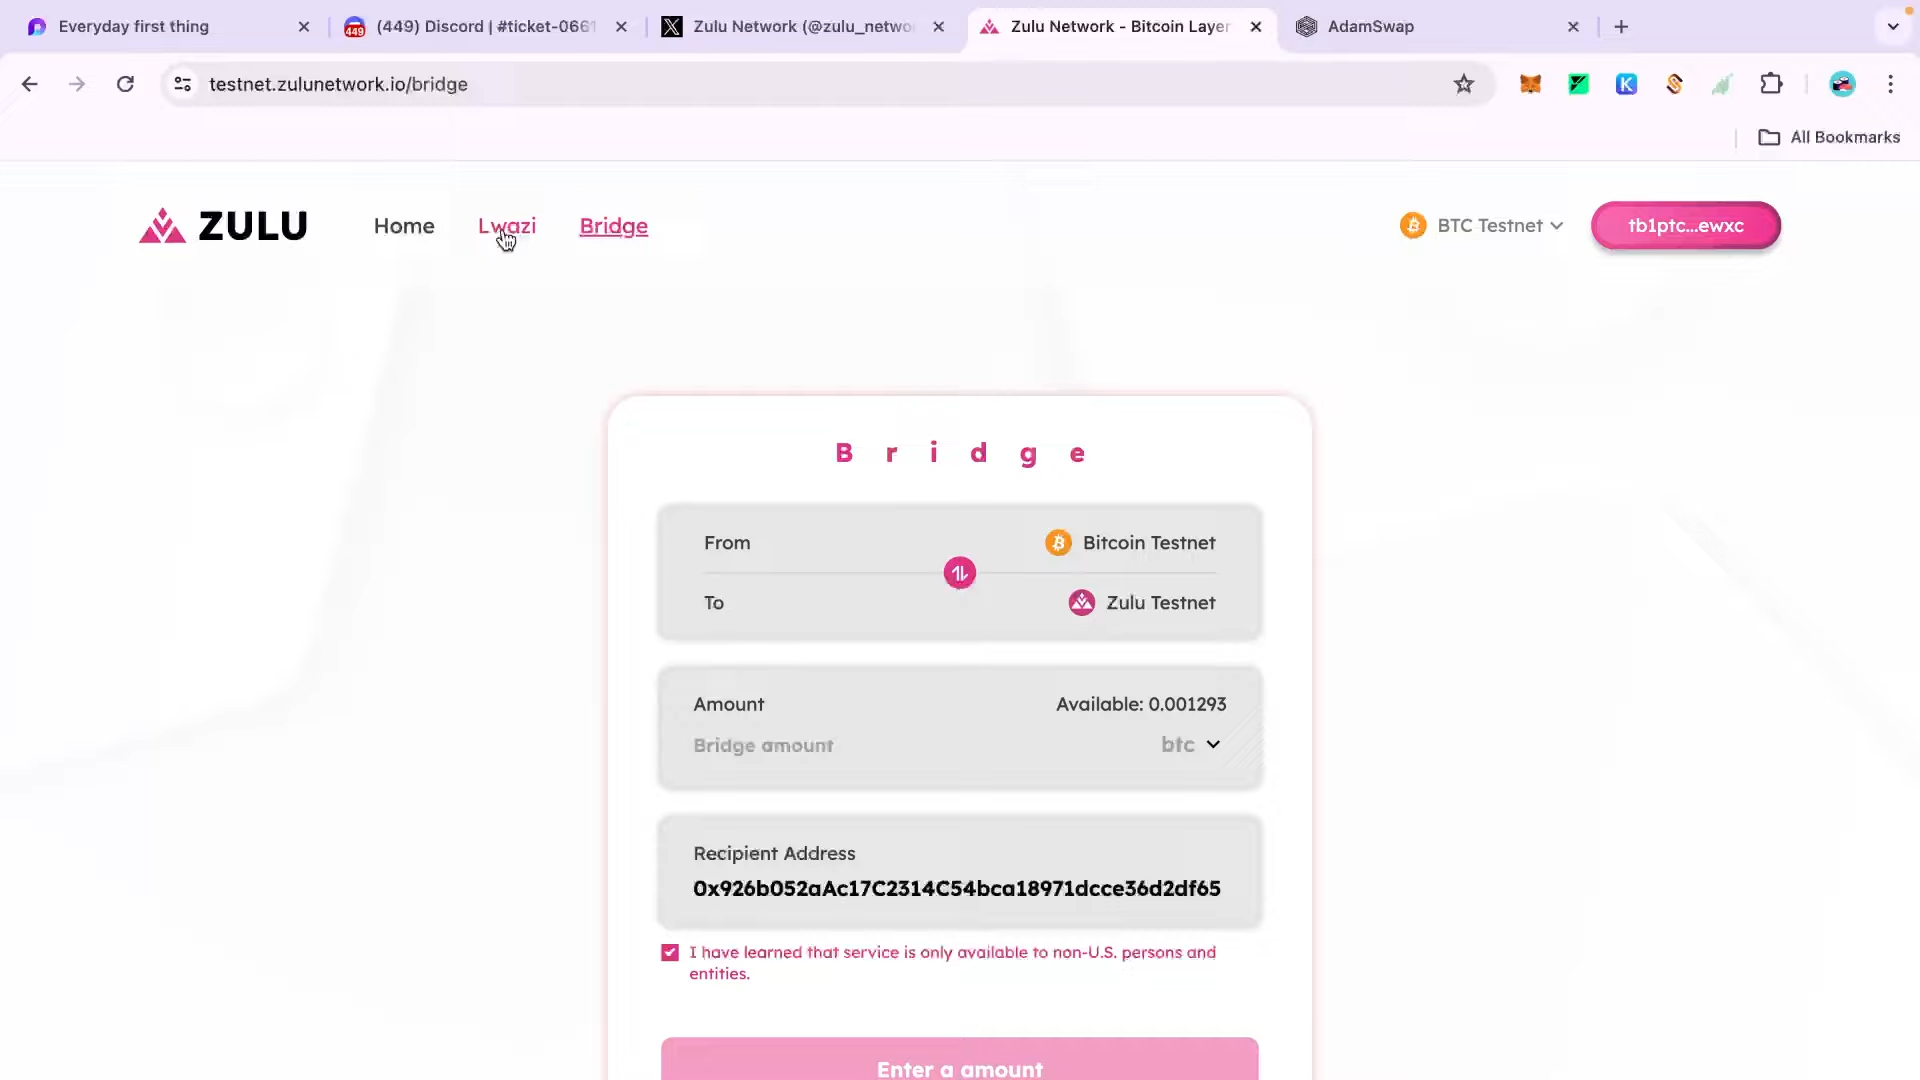 Everyday first thing
449
(449) Discord | #ticket-0661
Zulu Network (@zulu_netwo
Zulu Network - Bitcoin Layer
AdamSwap
testnet.zulunetwork.io/bridge
All Bookmarks
ZULU
Home
Lwazi
Bridge
BTC Testnet
tb1ptc...ewxc
Bridge
From
Bitcoin Testnet
To
Zulu Testnet
Amount
Available: 0.001293
Bridge amount
btc
Recipient Address
0x926b052aAc17C2314C54bca18971dcce36d2df65
I have learned that service is only available to non-U.S. persons and
entities.
Enter a amount